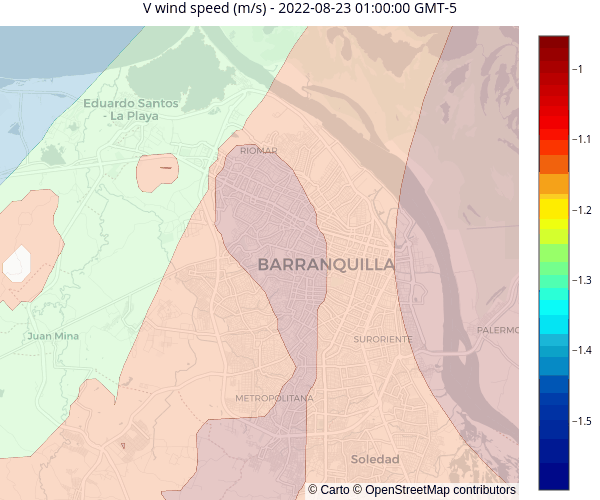 V wind speed (m/s) - 2022-08-23 01:00:00 GMT-5
Eduardo Santos
- La Playa
RIOMAR
BARRANQUILLA
Juan Mina
SURORIENTE
PALERMO
METROPOLITANA
Soledad
© Carto © OpenStreetMap contributors
−1
−1.1
−1.2
−1.3
−1.4
−1.5